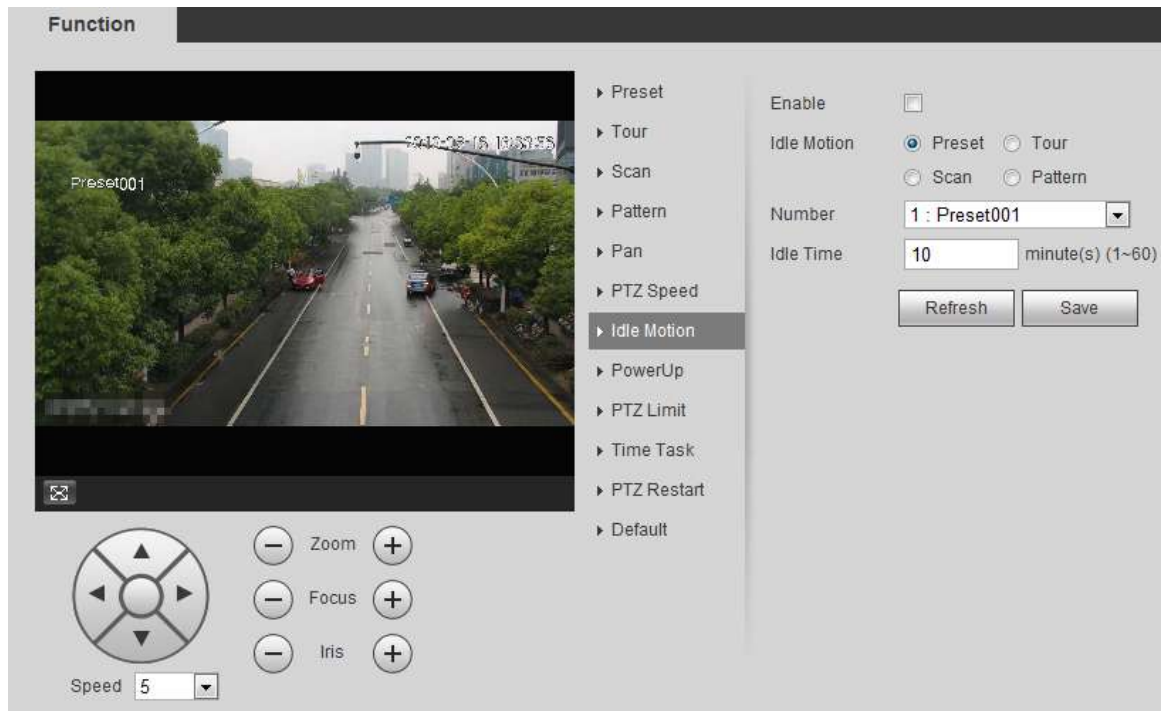 Function
Preset001
Preset
Tour
Scan
Pattern
Pan
PTZ Speed
Idle Motion
PowerUp
PTZ Limit
Time Task
PTZ Restart
Default
Enable
Idle Motion Preset Tour
Scan Pattern
Number 1 : Preset001
Idle Time 10 minute(s) (1~60)
Refresh Save
Zoom
Focus
Iris
Speed 5